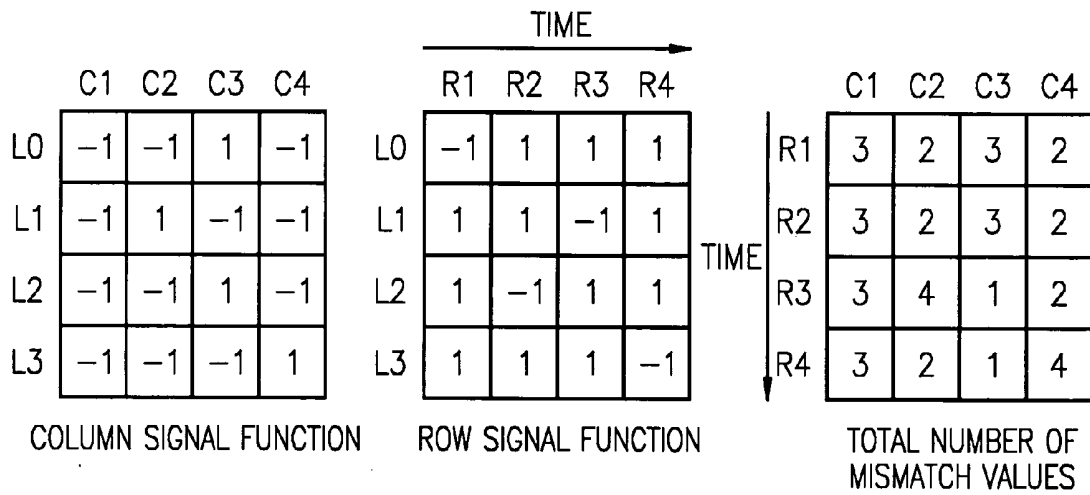 TIME
C1 C2 C3 C4
L0 -1 -1 1 -1
L1 -1 1 -1 -1
L2 -1 -1 1 -1
L3 -1 -1 -1 1
COLUMN SIGNAL FUNCTION
R1 R2 R3 R4
L0 -1 1 1 1
L1 1 1 -1 1
L2 1 -1 1 1
L3 1 1 1 -1
ROW SIGNAL FUNCTION
TIME
C1 C2 C3 C4
R1 3 2 3 2
R2 3 2 3 2
R3 3 4 1 2
R4 3 2 1 4
TOTAL NUMBER OF
MISMATCH VALUES